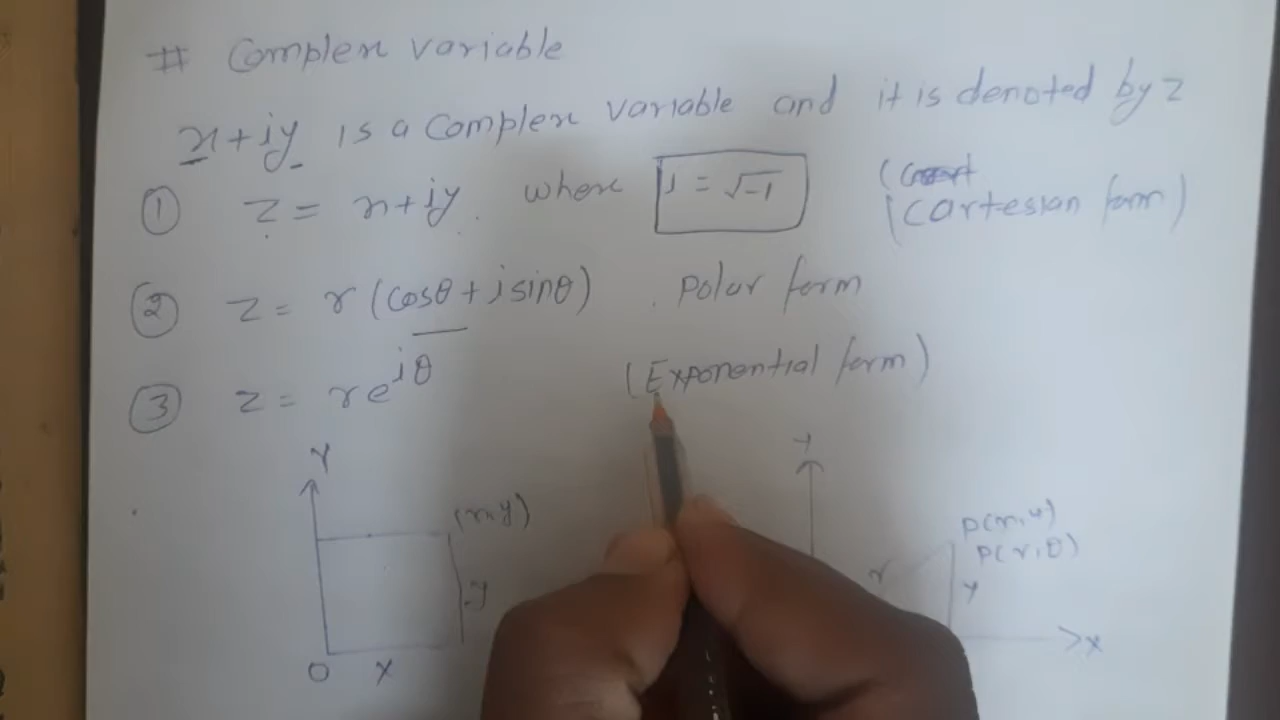 # Complex variable
x+iy is a complex variable and it is denoted by z
① z = x+iy. where i = √-1 (Cartesian form)
② z = r (cosθ + i sinθ) . polar form
③ z = re^iθ (Exponential form)
Y
(x,y)
y
O X
Y
P(x,y)
P(r,θ)
r
y
X